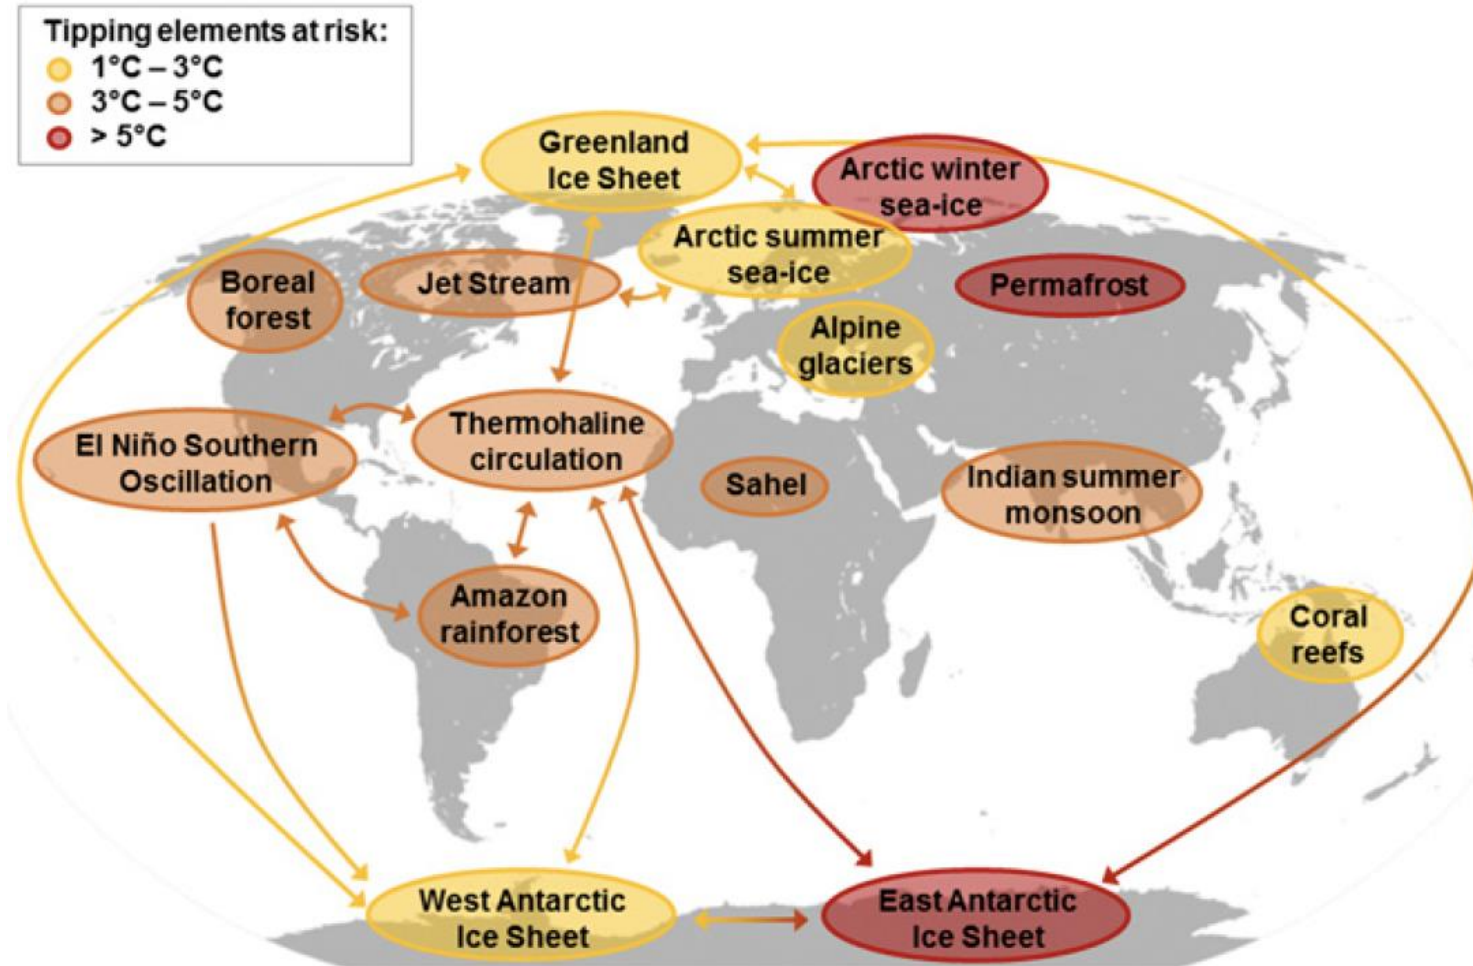 Tipping elements at risk:
1°C – 3°C
3°C – 5°C
> 5°C
Greenland
Ice Sheet
Arctic winter
sea-ice
Arctic summer
sea-ice
Boreal
forest
Jet Stream
Permafrost
Alpine
glaciers
El Niño Southern
Oscillation
Thermohaline
circulation
Sahel
Indian summer
monsoon
Amazon
rainforest
Coral
reefs
West Antarctic
Ice Sheet
East Antarctic
Ice Sheet